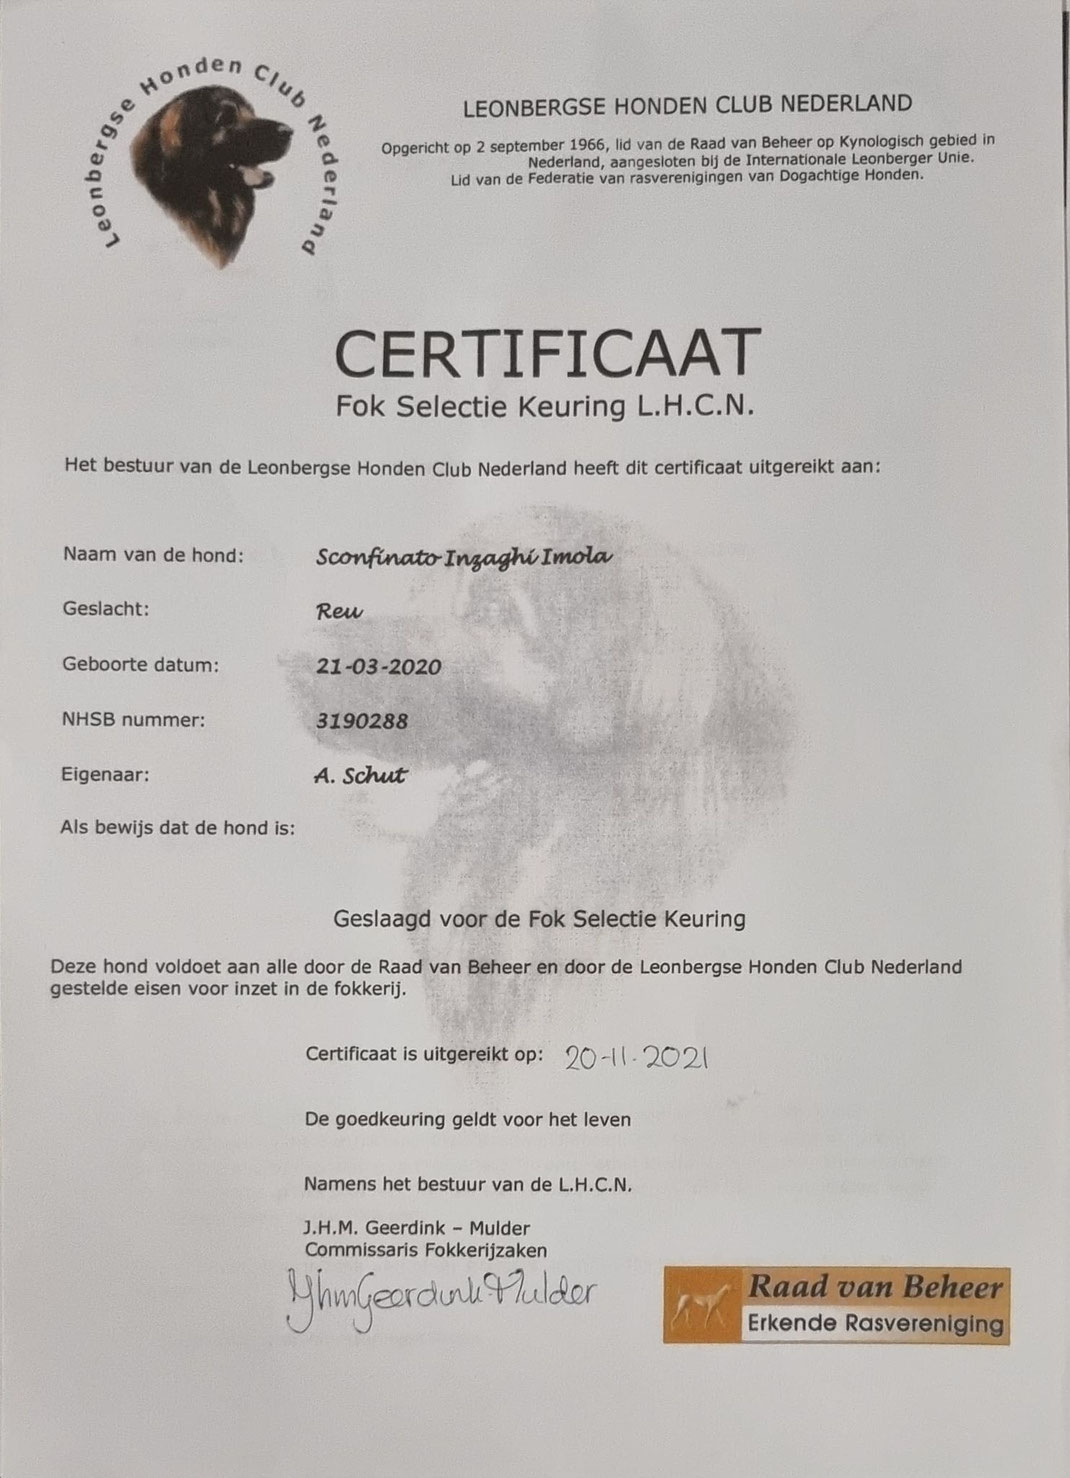 Leonbergse Honden Club Nederland
LEONBERGSE HONDEN CLUB NEDERLAND
Opgericht op 2 september 1966, lid van de Raad van Beheer op Kynologisch gebied in
Nederland, aangesloten bij de Internationale Leonberger Unie.
Lid van de Federatie van rasverenigingen van Dogachtige Honden.
CERTIFICAAT
Fok Selectie Keuring L.H.C.N.
Het bestuur van de Leonbergse Honden Club Nederland heeft dit certificaat uitgereikt aan:
Naam van de hond: Sconfinato Inzaghi Imola
Geslacht: Reu
Geboorte datum: 21-03-2020
NHSB nummer: 3190288
Eigenaar: A. Schut
Als bewijs dat de hond is:
Geslaagd voor de Fok Selectie Keuring
Deze hond voldoet aan alle door de Raad van Beheer en door de Leonbergse Honden Club Nederland
gestelde eisen voor inzet in de fokkerij.
Certificaat is uitgereikt op: 20-11-2021
De goedkeuring geldt voor het leven
Namens het bestuur van de L.H.C.N.
J.H.M. Geerdink – Mulder
Commissaris Fokkerijzaken
JHM Geerdink Mulder
Raad van Beheer
Erkende Rasvereniging